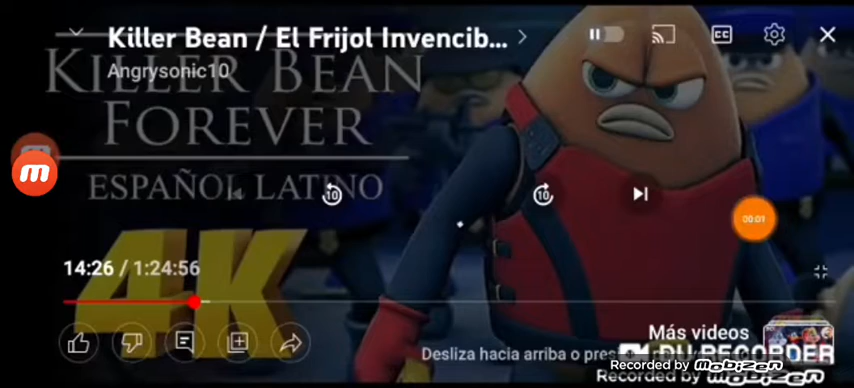 Killer Bean / El Frijol Invencib...
Angrysonic10
KILLER BEAN
FOREVER
ESPAÑOL LATINO
10
10
CC
00:01
4K
14:26 / 1:24:56
Más videos
Desliza hacia arriba o pres
DU RECORDER
Recorded by Mobizen
Recorded by Mobizen